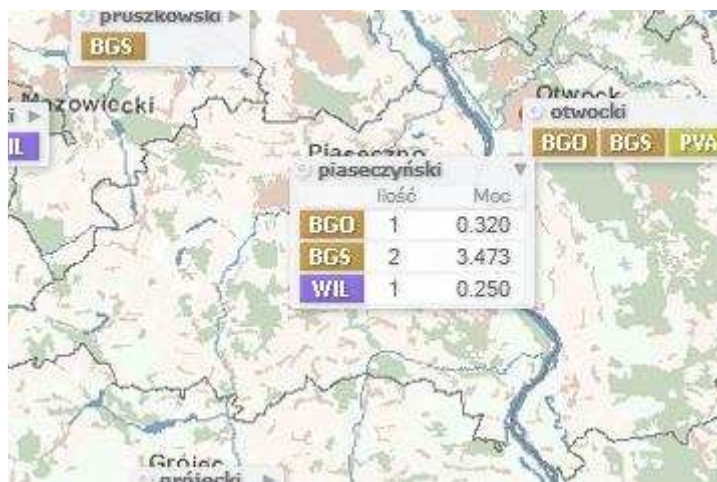 pruszkowski
BGS
Mazowiecki
WIL
Otwock
otwocki
BGO BGS PVA
Piaseczno
piaseczyński
Ilość Moc
BGO 1 0.320
BGS 2 3.473
WIL 1 0.250
Grójec
grójecki